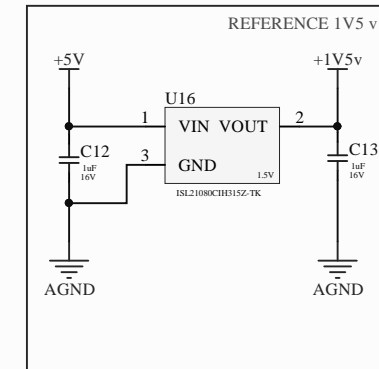 REFERENCE 1V5 v
+5V
+1V5v
U16
1
VIN VOUT
2
C12
1uF
16V
3
GND
1.5V
C13
1uF
16V
ISL21080CIH315Z-TK
AGND
AGND